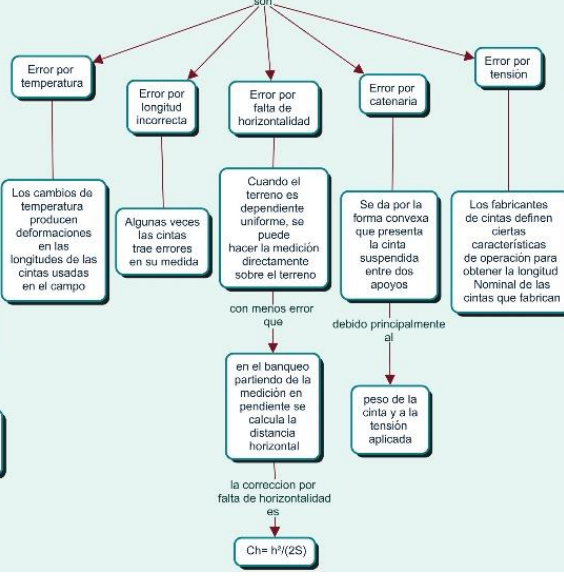 son
Error por
temperatura
Error por
longitud
incorrecta
Error por
falta de
horizontalidad
Error por
catenaria
Error por
tensión
Los cambios de
temperatura
producen
deformaciones
en las
longitudes de las
cintas usadas
en el campo
Algunas veces
las cintas
trae errores
en su medida
Cuando el
terreno es
dependiente
uniforme, se
puede
hacer la medición
directamente
sobre el terreno
Se da por la
forma convexa
que presenta
la cinta
suspendida
entre dos
apoyos
Los fabricantes
de cintas definen
ciertas
características
de operación para
obtener la longitud
Nominal de las
cintas que fabrican
con menos error
que
debido principalmente
al
en el banqueo
partiendo de la
medición en
pendiente se
calcula la
distancia
horizontal
peso de la
cinta y a la
tensión
aplicada
la correccion por
falta de horizontalidad
es
Ch= h²/(2S)